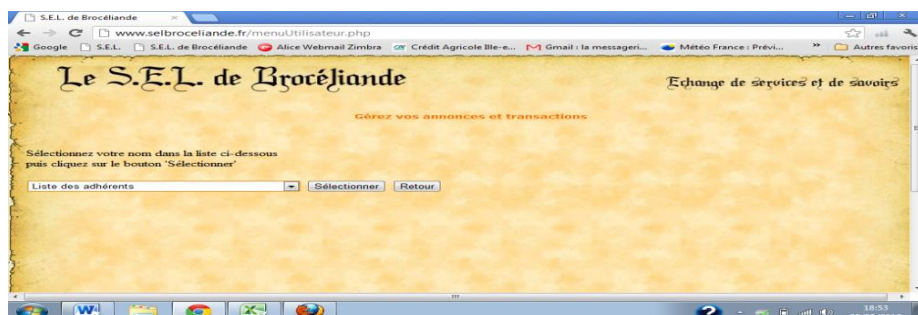 S.E.L. de Brocéliande
www.selbroceliande.fr/menuUtilisateur.php
Google S.E.L. S.E.L. de Brocéliande Alice Webmail Zimbra Crédit Agricole Ille-e... Gmail : la messageri... Météo France : Prévi... » Autres favoris
Le S.E.L. de Brocéliande
Echange de services et de savoirs
Gérez vos annonces et transactions
Sélectionnez votre nom dans la liste ci-dessous
puis cliquez sur le bouton 'Sélectionner'
Liste des adhérents Sélectionner Retour
18:53